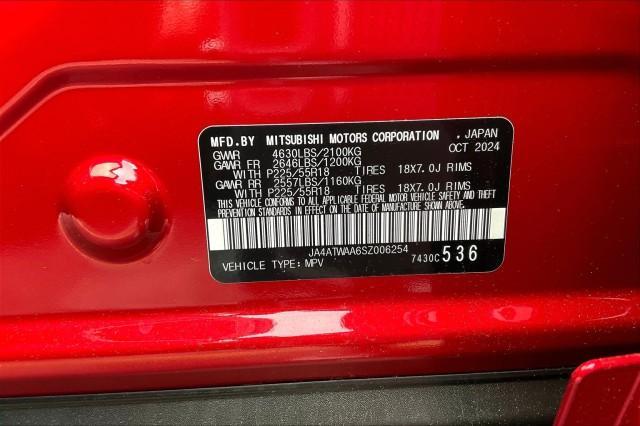 MFD.BY MITSUBISHI MOTORS CORPORATION , JAPAN
GVWR 4630LBS/2100KG OCT 2024
GAWR FR 2646LBS/1200KG
WITH P225/55R18 TIRES 18X7.0J RIMS
GAWR RR 2557LBS/1160KG
WITH P225/55R18 TIRES 18X7.0J RIMS
THIS VEHICLE CONFORMS TO ALL APPLICABLE FEDERAL MOTOR VEHICLE SAFETY AND THEFT
PREVENTION STANDARDS IN EFFECT ON THE DATE OF MANUFACTURE SHOWN ABOVE.
JA4ATWAA6SZ006254
VEHICLE TYPE: MPV 7430C 536